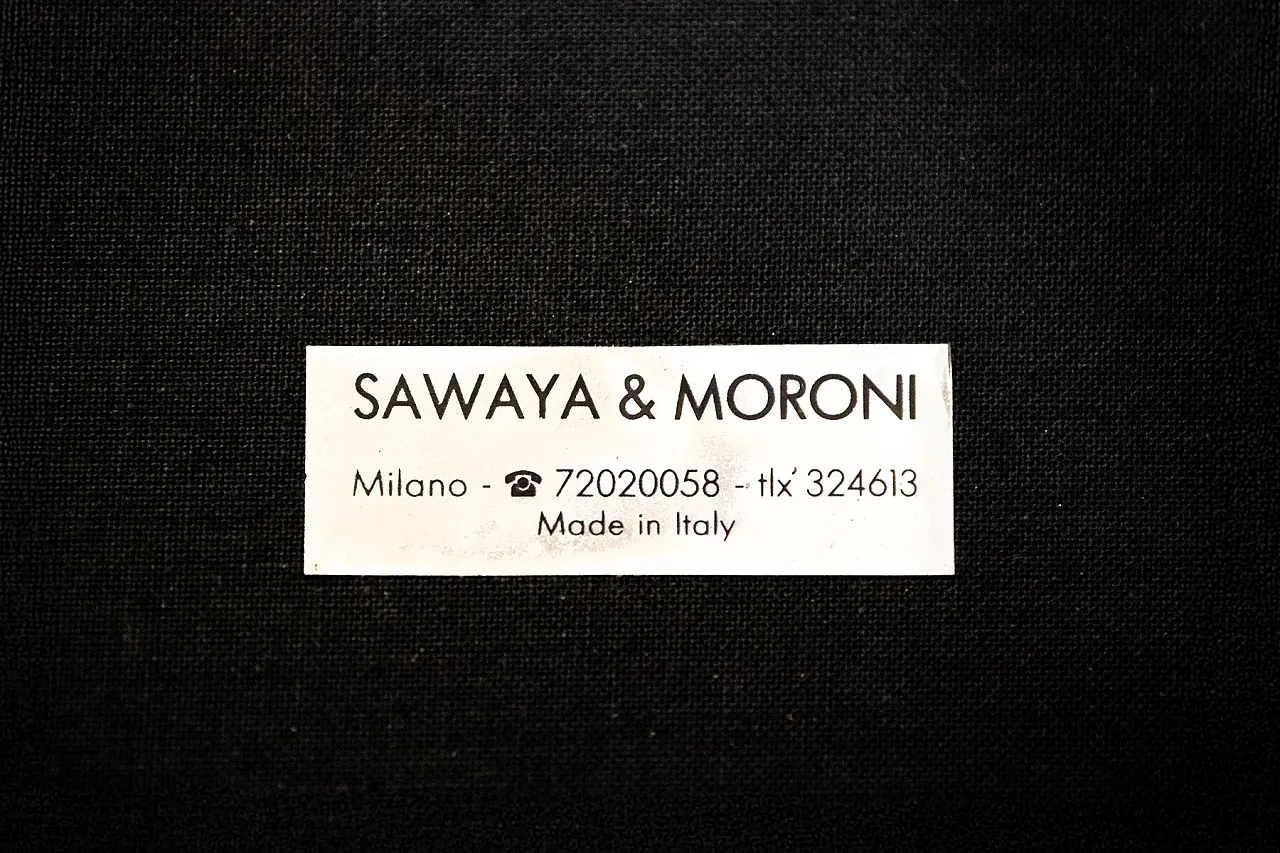 SAWAYA & MORONI
Milano - ☎ 72020058 - tlx 324613
Made in Italy